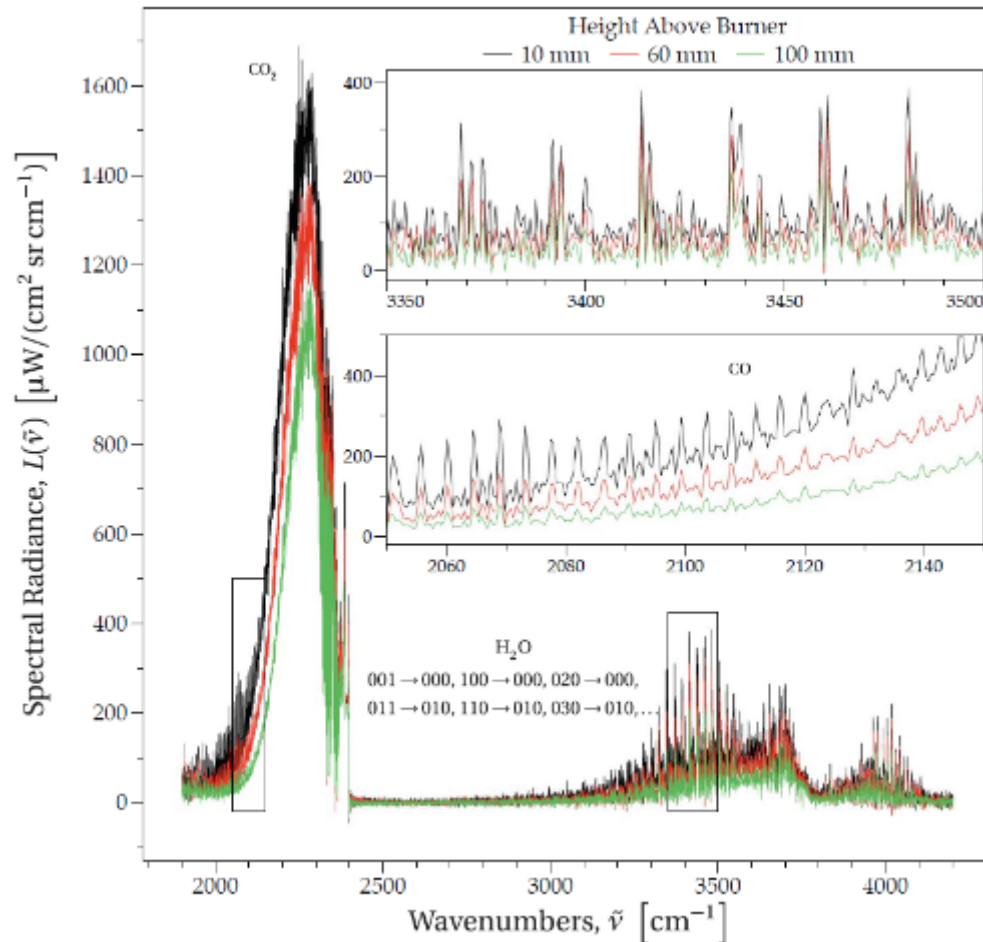 Height Above Burner
10 mm 60 mm 100 mm
CO₂
1600
1400
1200
1000
800
600
400
200
0
Spectral Radiance, L(ṽ) [µW/(cm² sr cm⁻¹)]
400
200
0
3350 3400 3450 3500
CO
400
200
0
2060 2080 2100 2120 2140
H₂O
001→000, 100→000, 020→000,
011→010, 110→010, 030→010,…
2000 2500 3000 3500 4000
Wavenumbers, ṽ [cm⁻¹]